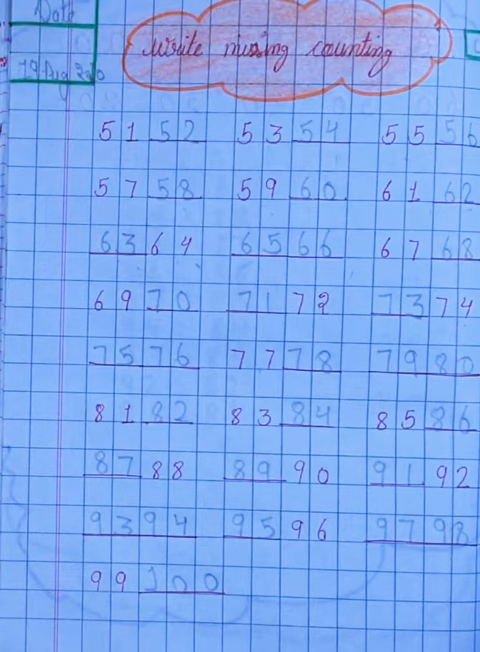 Date
write missing counting
19 Aug 2020
51 52 53 54 55 56
57 58 59 60 61 62
63 64 65 66 67 68
69 70 71 72 73 74
75 76 77 78 79 80
81 82 83 84 85 86
87 88 89 90 91 92
93 94 95 96 97 98
99 100